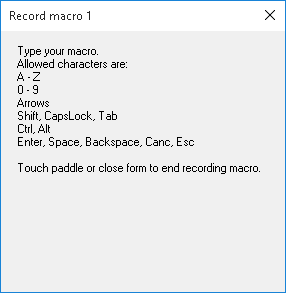 Record macro 1
Type your macro.
Allowed characters are:
A - Z
0 - 9
Arrows
Shift, CapsLock, Tab
Ctrl, Alt
Enter, Space, Backspace, Canc, Esc
Touch paddle or close form to end recording macro.